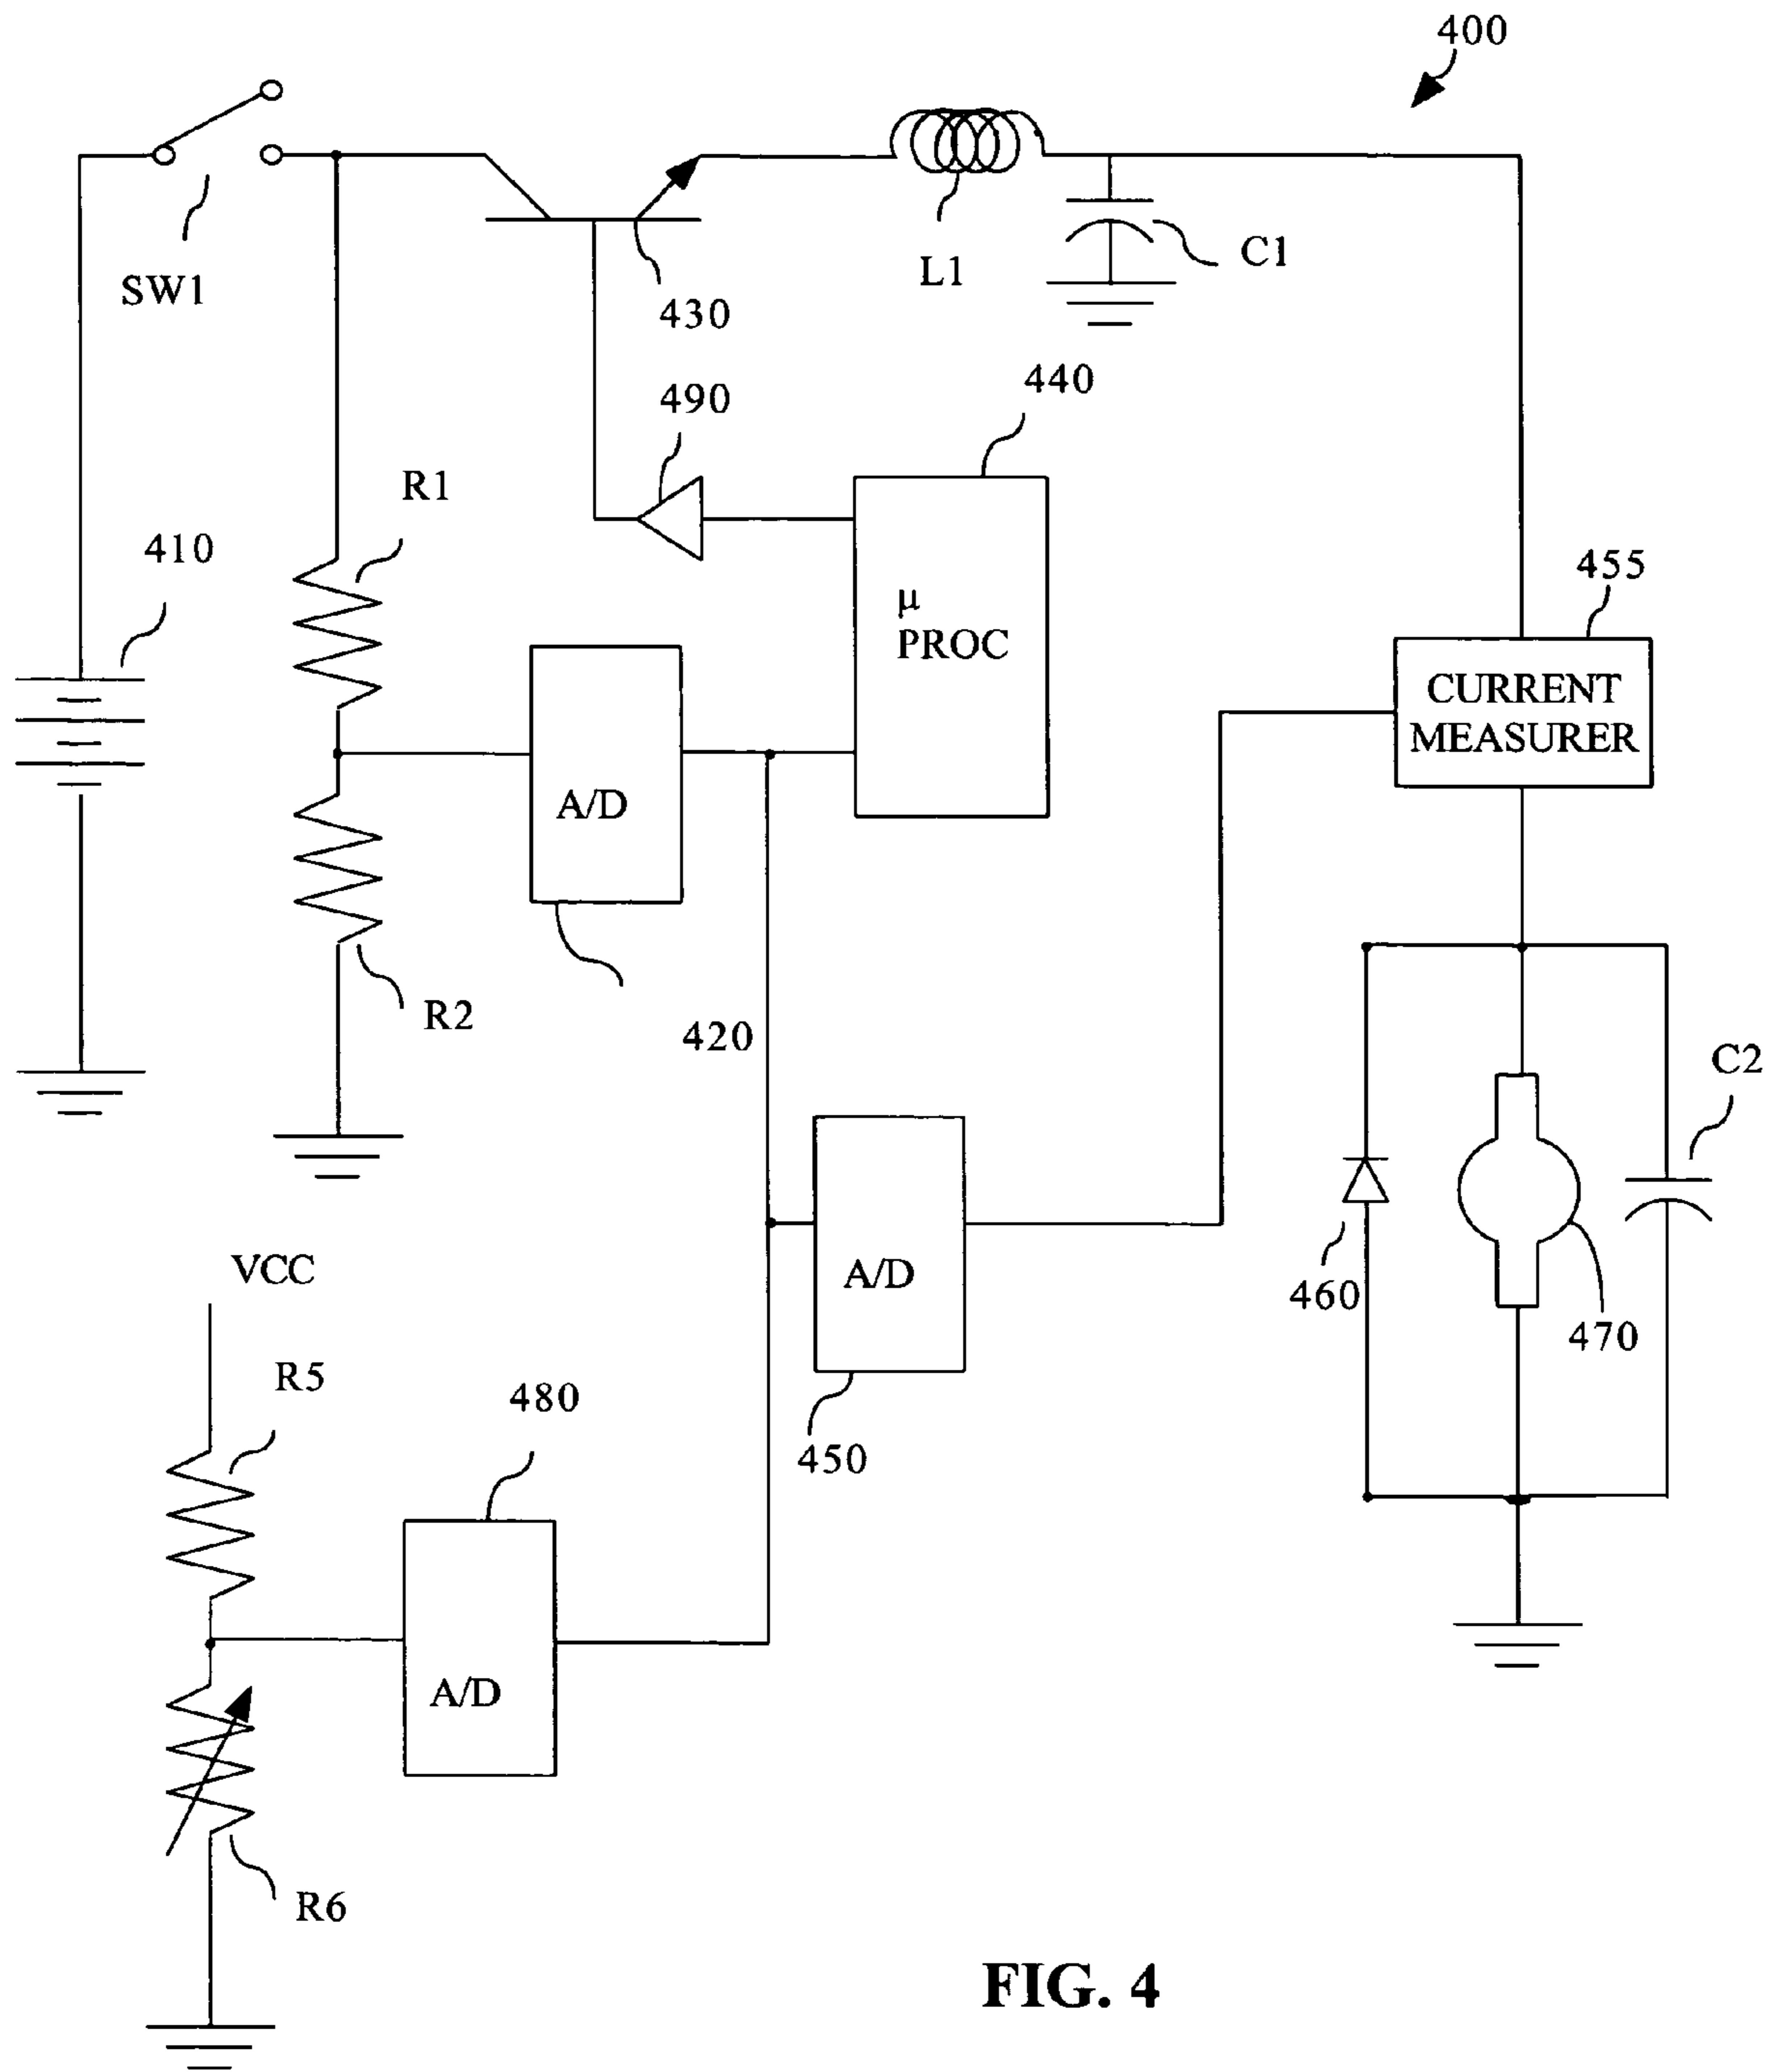 400
SW1
430
L1
C1
490
440
R1
410
μ
PROC
455
CURRENT
MEASURER
A/D
R2
420
C2
A/D
VCC
460
470
R5
480
450
A/D
R6
FIG. 4